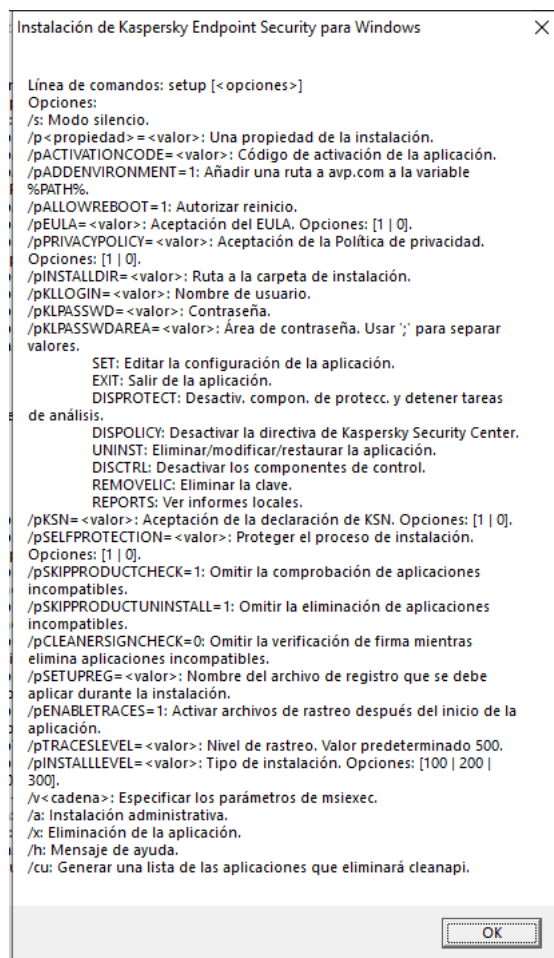 Instalación de Kaspersky Endpoint Security para Windows
Línea de comandos: setup [<opciones>]
Opciones:
/s: Modo silencio.
/p<propiedad>=<valor>: Una propiedad de la instalación.
/pACTIVATIONCODE=<valor>: Código de activación de la aplicación.
/pADDENVIRONMENT=1: Añadir una ruta a avp.com a la variable
%PATH%.
/pALLOWREBOOT=1: Autorizar reinicio.
/pEULA=<valor>: Aceptación del EULA. Opciones: [1 | 0].
/pPRIVACYPOLICY=<valor>: Aceptación de la Política de privacidad.
Opciones: [1 | 0].
/pINSTALLDIR=<valor>: Ruta a la carpeta de instalación.
/pKLLOGIN=<valor>: Nombre de usuario.
/pKLPASSWD=<valor>: Contraseña.
/pKLPASSWDAREA=<valor>: Área de contraseña. Usar ';' para separar
valores.
SET: Editar la configuración de la aplicación.
EXIT: Salir de la aplicación.
DISPROTECT: Desactiv. compon. de protecc. y detener tareas
de análisis.
DISPOLICY: Desactivar la directiva de Kaspersky Security Center.
UNINST: Eliminar/modificar/restaurar la aplicación.
DISCTRL: Desactivar los componentes de control.
REMOVELIC: Eliminar la clave.
REPORTS: Ver informes locales.
/pKSN=<valor>: Aceptación de la declaración de KSN. Opciones: [1 | 0].
/pSELFPROTECTION=<valor>: Proteger el proceso de instalación.
Opciones: [1 | 0].
/pSKIPPRODUCTCHECK=1: Omitir la comprobación de aplicaciones
incompatibles.
/pSKIPPRODUCTUNINSTALL=1: Omitir la eliminación de aplicaciones
incompatibles.
/pCLEANERSIGNCHECK=0: Omitir la verificación de firma mientras
elimina aplicaciones incompatibles.
/pSETUPREG=<valor>: Nombre del archivo de registro que se debe
aplicar durante la instalación.
/pENABLETRACES=1: Activar archivos de rastreo después del inicio de la
aplicación.
/pTRACESLEVEL=<valor>: Nivel de rastreo. Valor predeterminado 500.
/pINSTALLLEVEL=<valor>: Tipo de instalación. Opciones: [100 | 200 |
300].
/v<cadena>: Especificar los parámetros de msiexec.
/a: Instalación administrativa.
/x: Eliminación de la aplicación.
/h: Mensaje de ayuda.
/cu: Generar una lista de las aplicaciones que eliminará cleanapi.
OK